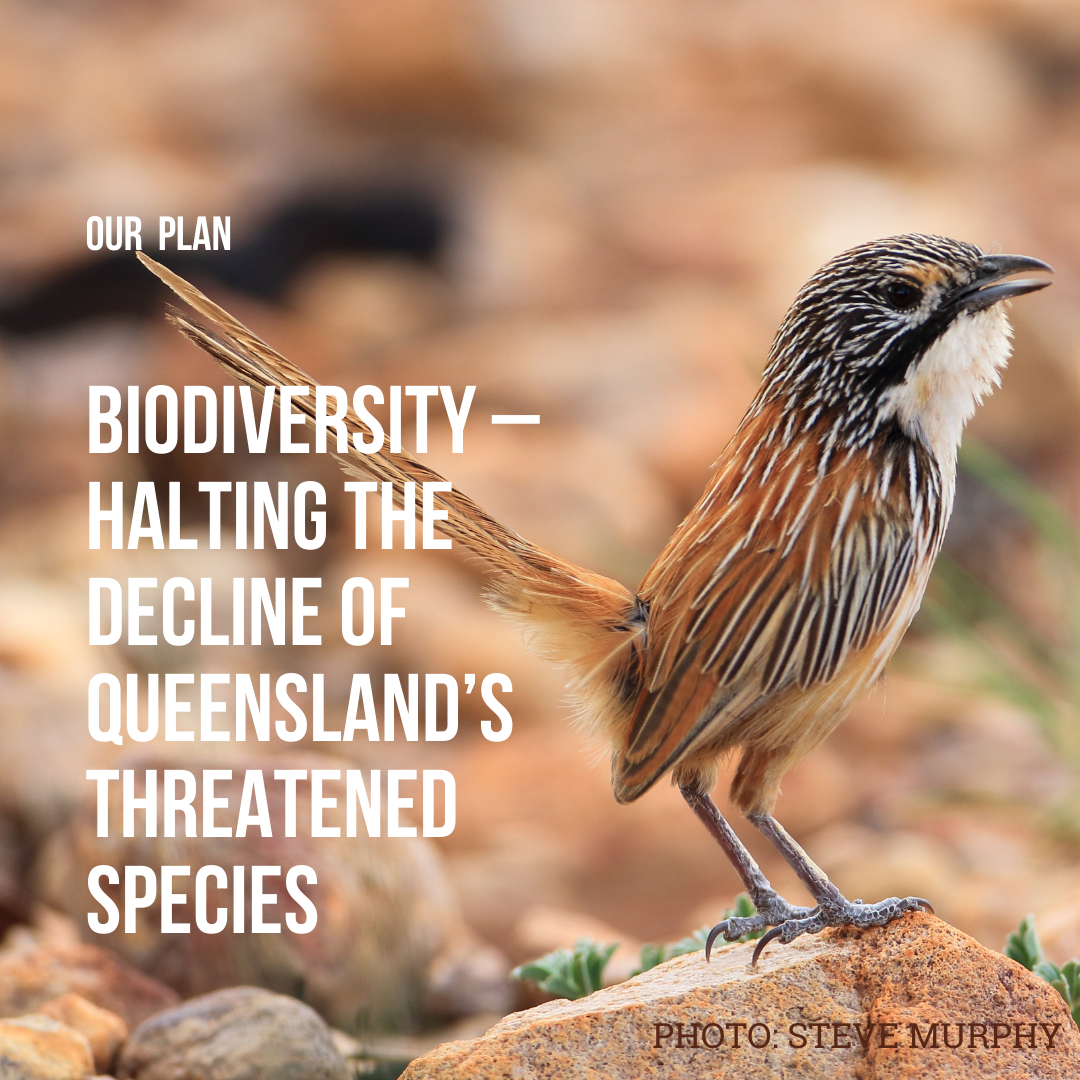 OUR PLAN
BIODIVERSITY –
HALTING THE
DECLINE OF
QUEENSLAND’S
THREATENED
SPECIES
PHOTO: STEVE MURPHY